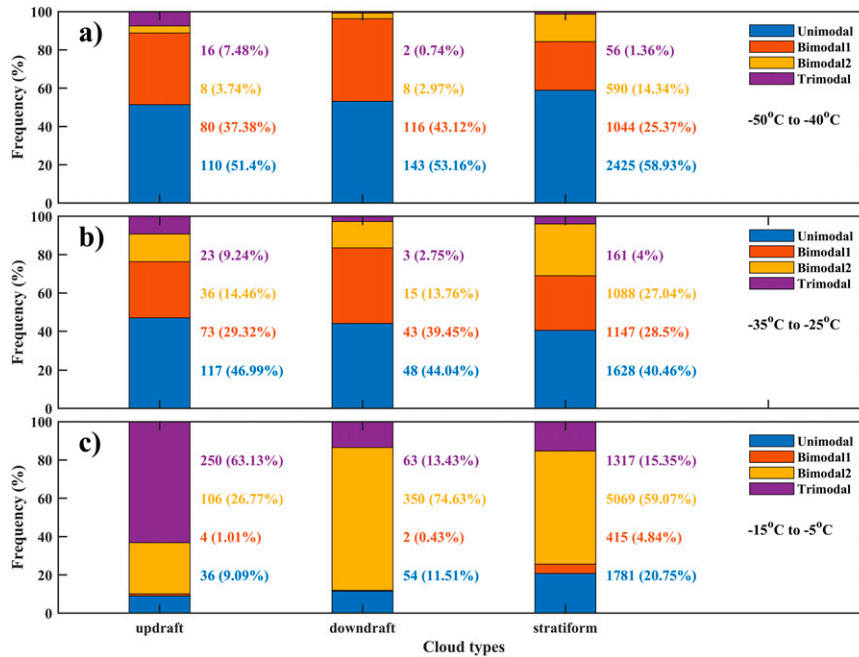 a)
Frequency (%)
100
80
60
40
20
0
16 (7.48%)
8 (3.74%)
80 (37.38%)
110 (51.4%)
2 (0.74%)
8 (2.97%)
116 (43.12%)
143 (53.16%)
56 (1.36%)
590 (14.34%)
1044 (25.37%)
2425 (58.93%)
Unimodal
Bimodal1
Bimodal2
Trimodal
-50°C to -40°C
b)
Frequency (%)
100
80
60
40
20
0
23 (9.24%)
36 (14.46%)
73 (29.32%)
117 (46.99%)
3 (2.75%)
15 (13.76%)
43 (39.45%)
48 (44.04%)
161 (4%)
1088 (27.04%)
1147 (28.5%)
1628 (40.46%)
Unimodal
Bimodal1
Bimodal2
Trimodal
-35°C to -25°C
c)
Frequency (%)
100
80
60
40
20
0
250 (63.13%)
106 (26.77%)
4 (1.01%)
36 (9.09%)
63 (13.43%)
350 (74.63%)
2 (0.43%)
54 (11.51%)
1317 (15.35%)
5069 (59.07%)
415 (4.84%)
1781 (20.75%)
Unimodal
Bimodal1
Bimodal2
Trimodal
-15°C to -5°C
updraft
downdraft
stratiform
Cloud types